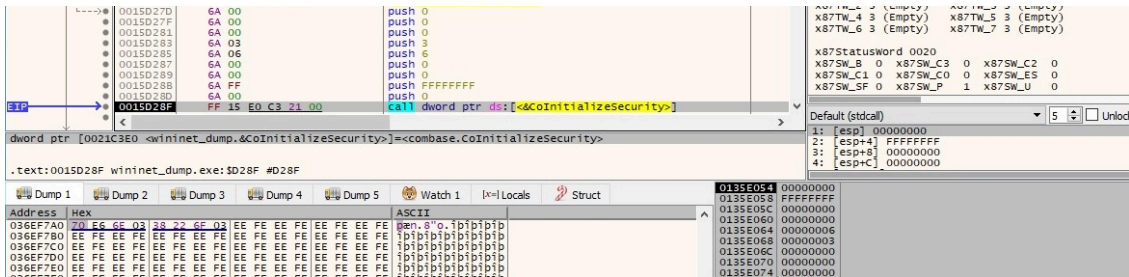 x87TW_4 3 (Empty) x87TW_5 3 (Empty)
x87TW_6 3 (Empty) x87TW_7 3 (Empty)
x87StatusWord 0020
x87SW_B 0 x87SW_C3 0 x87SW_C2 0
x87SW_C1 0 x87SW_C0 0 x87SW_ES 0
x87SW_SF 0 x87SW_P 1 x87SW_U 0
0015D27D 6A 00 push 0
0015D27F 6A 00 push 0
0015D281 6A 00 push 0
0015D283 6A 03 push 3
0015D285 6A 06 push 6
0015D287 6A 00 push 0
0015D289 6A 00 push 0
0015D28B 6A FF push FFFFFFFF
0015D28D 6A 00 push 0
EIP 0015D28F FF 15 E0 C3 21 00 call dword ptr ds:[<&CoInitializeSecurity>]
Default (stdcall) 5 Unlock
1: [esp] 00000000
2: [esp+4] FFFFFFFF
3: [esp+8] 00000000
4: [esp+C] 00000000
dword ptr [0021C3E0 <wininet_dump.&CoInitializeSecurity>]=<combase.CoInitializeSecurity>
.text:0015D28F wininet_dump.exe:$D28F #D28F
Dump 1 Dump 2 Dump 3 Dump 4 Dump 5 Watch 1 [x=] Locals Struct
Address Hex ASCII
036EF7A0 70 E6 6E 03 38 22 6F 03 EE FE EE FE EE FE EE FE pæn.8"o.îþîþîþîþ
036EF7B0 EE FE EE FE EE FE EE FE EE FE EE FE EE FE EE FE îþîþîþîþîþîþîþîþ
036EF7C0 EE FE EE FE EE FE EE FE EE FE EE FE EE FE EE FE îþîþîþîþîþîþîþîþ
036EF7D0 EE FE EE FE EE FE EE FE EE FE EE FE EE FE EE FE îþîþîþîþîþîþîþîþ
036EF7E0 EE FE EE FE EE FE EE FE EE FE EE FE EE FE EE FE îþîþîþîþîþîþîþîþ
0135E054 00000000
0135E058 FFFFFFFF
0135E05C 00000000
0135E060 00000000
0135E064 00000006
0135E068 00000003
0135E06C 00000000
0135E070 00000000
0135E074 00000000